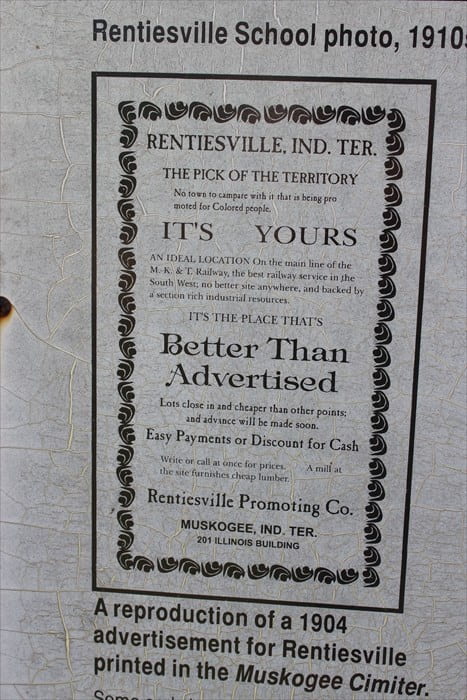 Rentiesville School photo, 1910s
RENTIESVILLE, IND. TER.
THE PICK OF THE TERRITORY
No town to campare with it that is being pro
moted for Colored people.
IT'S YOURS
AN IDEAL LOCATION On the main line of the
M. K. & T. Railway, the best railway service in the
South West; no better site anywhere, and backed by
a section rich industrial resources.
IT'S THE PLACE THAT'S
Better Than
Advertised
Lots close in and cheaper than other points;
and advince will be made soon.
Easy Payments or Discount for Cash
Write or call at once for prices. A mill at
the site furnishes cheap lumber.
Rentiesville Promoting Co.
MUSKOGEE, IND. TER.
201 ILLINOIS BUILDING
A reproduction of a 1904
advertisement for Rentiesville
printed in the Muskogee Cimiter.